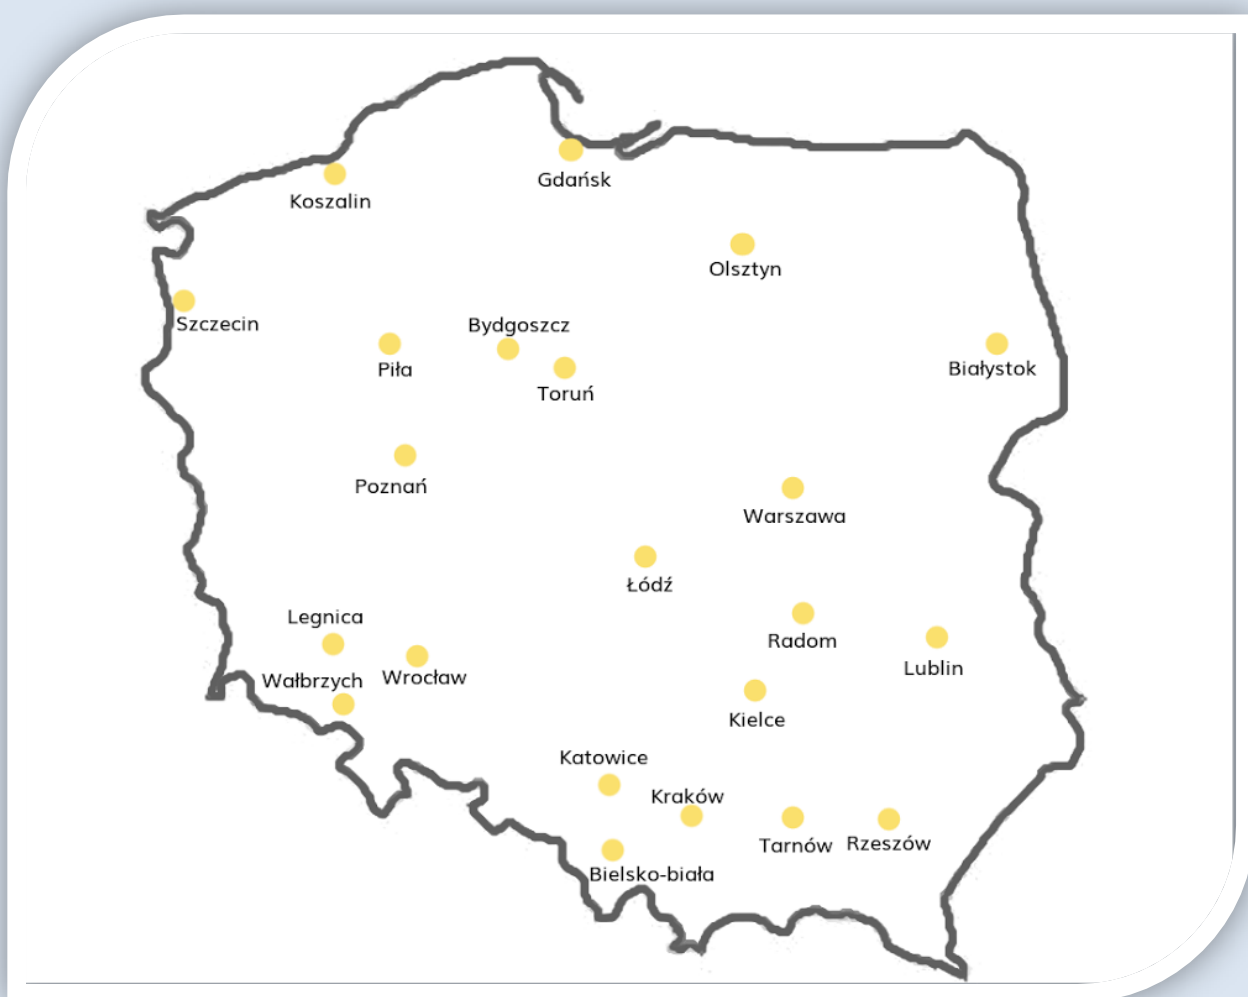 Gdańsk
Koszalin
Olsztyn
Szczecin
Bydgoszcz
Piła
Białystok
Toruń
Poznań
Warszawa
Łódź
Legnica
Radom
Lublin
Wałbrzych
Wrocław
Kielce
Katowice
Kraków
Tarnów
Rzeszów
Bielsko-biała